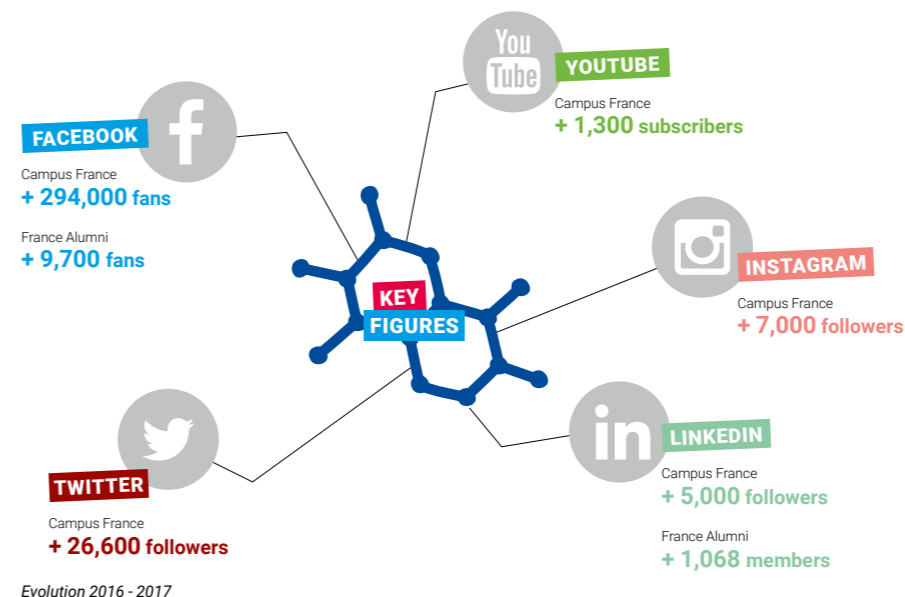 You
Tube
YOUTUBE
Campus France
+ 1,300 subscribers
f
FACEBOOK
Campus France
+ 294,000 fans
France Alumni
+ 9,700 fans
INSTAGRAM
Campus France
+ 7,000 followers
KEY
FIGURES
in
LINKEDIN
Campus France
+ 5,000 followers
France Alumni
+ 1,068 members
TWITTER
Campus France
+ 26,600 followers
Evolution 2016 - 2017